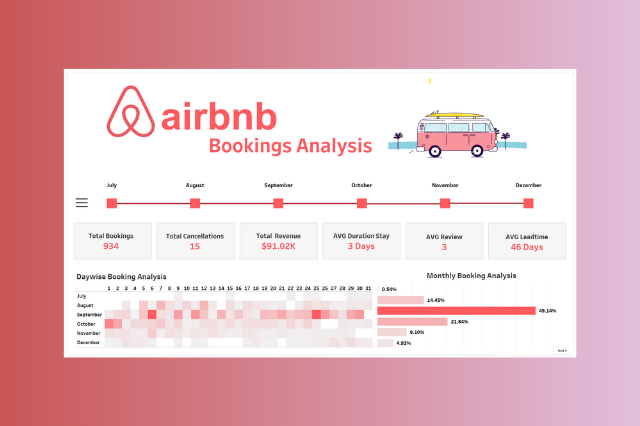 airbnb
Bookings Analysis
July August September October November December
Total Bookings
934
Total Cancellations
15
Total Revenue
$91.02K
AVG Duration Stay
3 Days
AVG Review
3
AVG Leadtime
46 Days
Daywise Booking Analysis
1 2 3 4 5 6 7 8 9 10 11 12 13 14 15 16 17 18 19 20 21 22 23 24 25 26 27 28 29 30 31
July
August
September
October
November
December
Monthly Booking Analysis
0.54%
14.45%
49.14%
21.84%
9.10%
4.93%